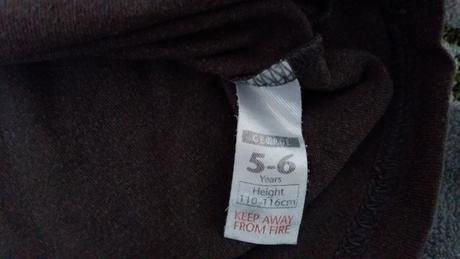 GEORGE
5-6
Years
Height
110-116cm
KEEP AWAY
FROM FIRE